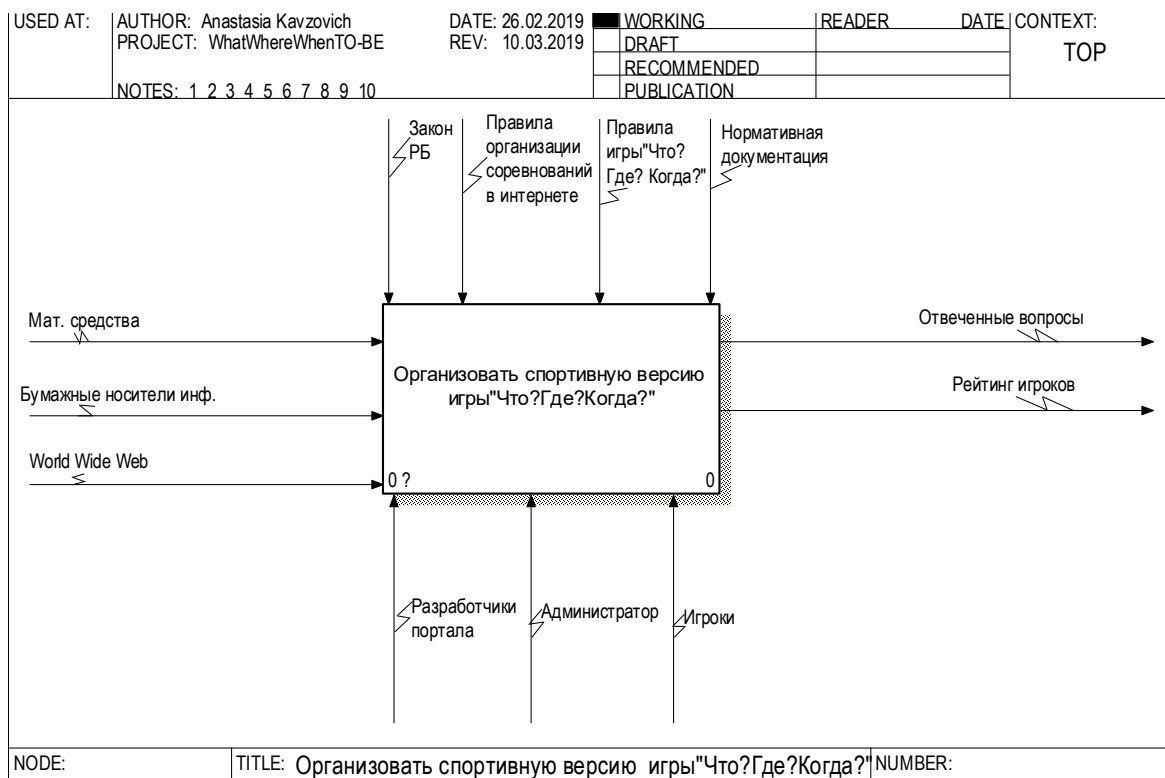 USED AT:
AUTHOR: Anastasia Kavzovich
DATE: 26.02.2019
PROJECT: WhatWhereWhenTO-BE
REV: 10.03.2019
NOTES: 1 2 3 4 5 6 7 8 9 10
WORKING
DRAFT
RECOMMENDED
PUBLICATION
READER
DATE
CONTEXT:
TOP
Закон
РБ
Правила
организации
соревнований
в интернете
Правила
игры"Что?
Где? Когда?"
Нормативная
документация
Мат. средства
Бумажные носители инф.
World Wide Web
Организовать спортивную версию
игры"Что?Где?Когда?"
0 ?
0
Отвеченные вопросы
Рейтинг игроков
Разработчики
портала
Администратор
Игроки
NODE:
TITLE: Организовать спортивную версию игры"Что?Где?Когда?"
NUMBER: